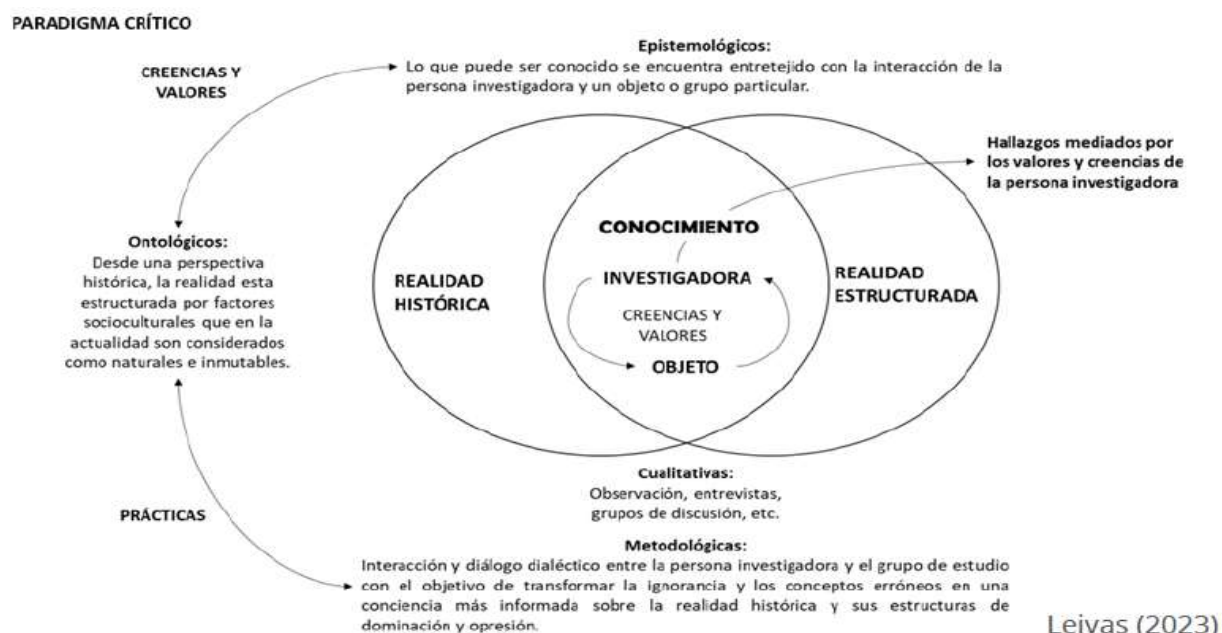 PARADIGMA CRÍTICO
CREENCIAS Y
VALORES
Epistemológicos:
Lo que puede ser conocido se encuentra entretejido con la interacción de la
persona investigadora y un objeto o grupo particular.
Hallazgos mediados por
los valores y creencias de
la persona investigadora
Ontológicos:
Desde una perspectiva
histórica, la realidad esta
estructurada por factores
socioculturales que en la
actualidad son considerados
como naturales e inmutables.
REALIDAD
HISTÓRICA
CONOCIMIENTO
INVESTIGADORA
CREENCIAS Y
VALORES
OBJETO
REALIDAD
ESTRUCTURADA
PRÁCTICAS
Cualitativas:
Observación, entrevistas,
grupos de discusión, etc.
Metodológicas:
Interacción y diálogo dialéctico entre la persona investigadora y el grupo de estudio
con el objetivo de transformar la ignorancia y los conceptos erróneos en una
conciencia más informada sobre la realidad histórica y sus estructuras de
dominación y opresión.
Leivas (2023)